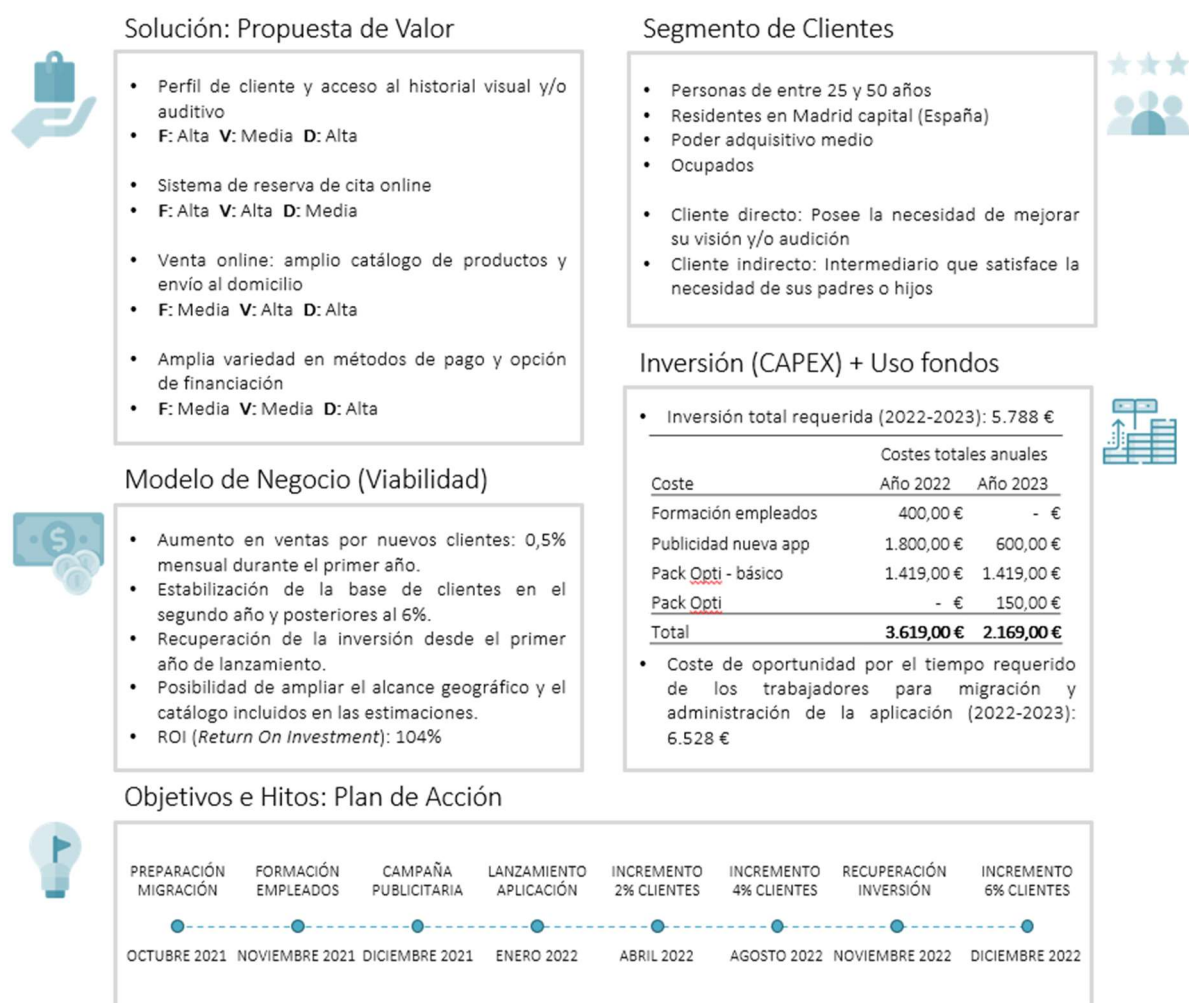 Solución: Propuesta de Valor
• Perfil de cliente y acceso al historial visual y/o
auditivo
• F: Alta V: Media D: Alta
• Sistema de reserva de cita online
• F: Alta V: Alta D: Media
• Venta online: amplio catálogo de productos y
envío al domicilio
• F: Media V: Alta D: Alta
• Amplia variedad en métodos de pago y opción
de financiación
• F: Media V: Media D: Alta
Segmento de Clientes
• Personas de entre 25 y 50 años
• Residentes en Madrid capital (España)
• Poder adquisitivo medio
• Ocupados
• Cliente directo: Posee la necesidad de mejorar
su visión y/o audición
• Cliente indirecto: Intermediario que satisface la
necesidad de sus padres o hijos
Modelo de Negocio (Viabilidad)
$
• Aumento en ventas por nuevos clientes: 0,5%
mensual durante el primer año.
• Estabilización de la base de clientes en el
segundo año y posteriores al 6%.
• Recuperación de la inversión desde el primer
año de lanzamiento.
• Posibilidad de ampliar el alcance geográfico y el
catálogo incluidos en las estimaciones.
• ROI (Return On Investment): 104%
Inversión (CAPEX) + Uso fondos
• Inversión total requerida (2022-2023): 5.788 €
Costes totales anuales
Coste Año 2022 Año 2023
Formación empleados 400,00 € - €
Publicidad nueva app 1.800,00 € 600,00 €
Pack Opti - básico 1.419,00 € 1.419,00 €
Pack Opti - € 150,00 €
Total 3.619,00 € 2.169,00 €
• Coste de oportunidad por el tiempo requerido
de los trabajadores para migración y
administración de la aplicación (2022-2023):
6.528 €
Objetivos e Hitos: Plan de Acción
PREPARACIÓN FORMACIÓN CAMPAÑA LANZAMIENTO INCREMENTO INCREMENTO RECUPERACIÓN INCREMENTO
MIGRACIÓN EMPLEADOS PUBLICITARIA APLICACIÓN 2% CLIENTES 4% CLIENTES INVERSIÓN 6% CLIENTES
OCTUBRE 2021 NOVIEMBRE 2021 DICIEMBRE 2021 ENERO 2022 ABRIL 2022 AGOSTO 2022 NOVIEMBRE 2022 DICIEMBRE 2022